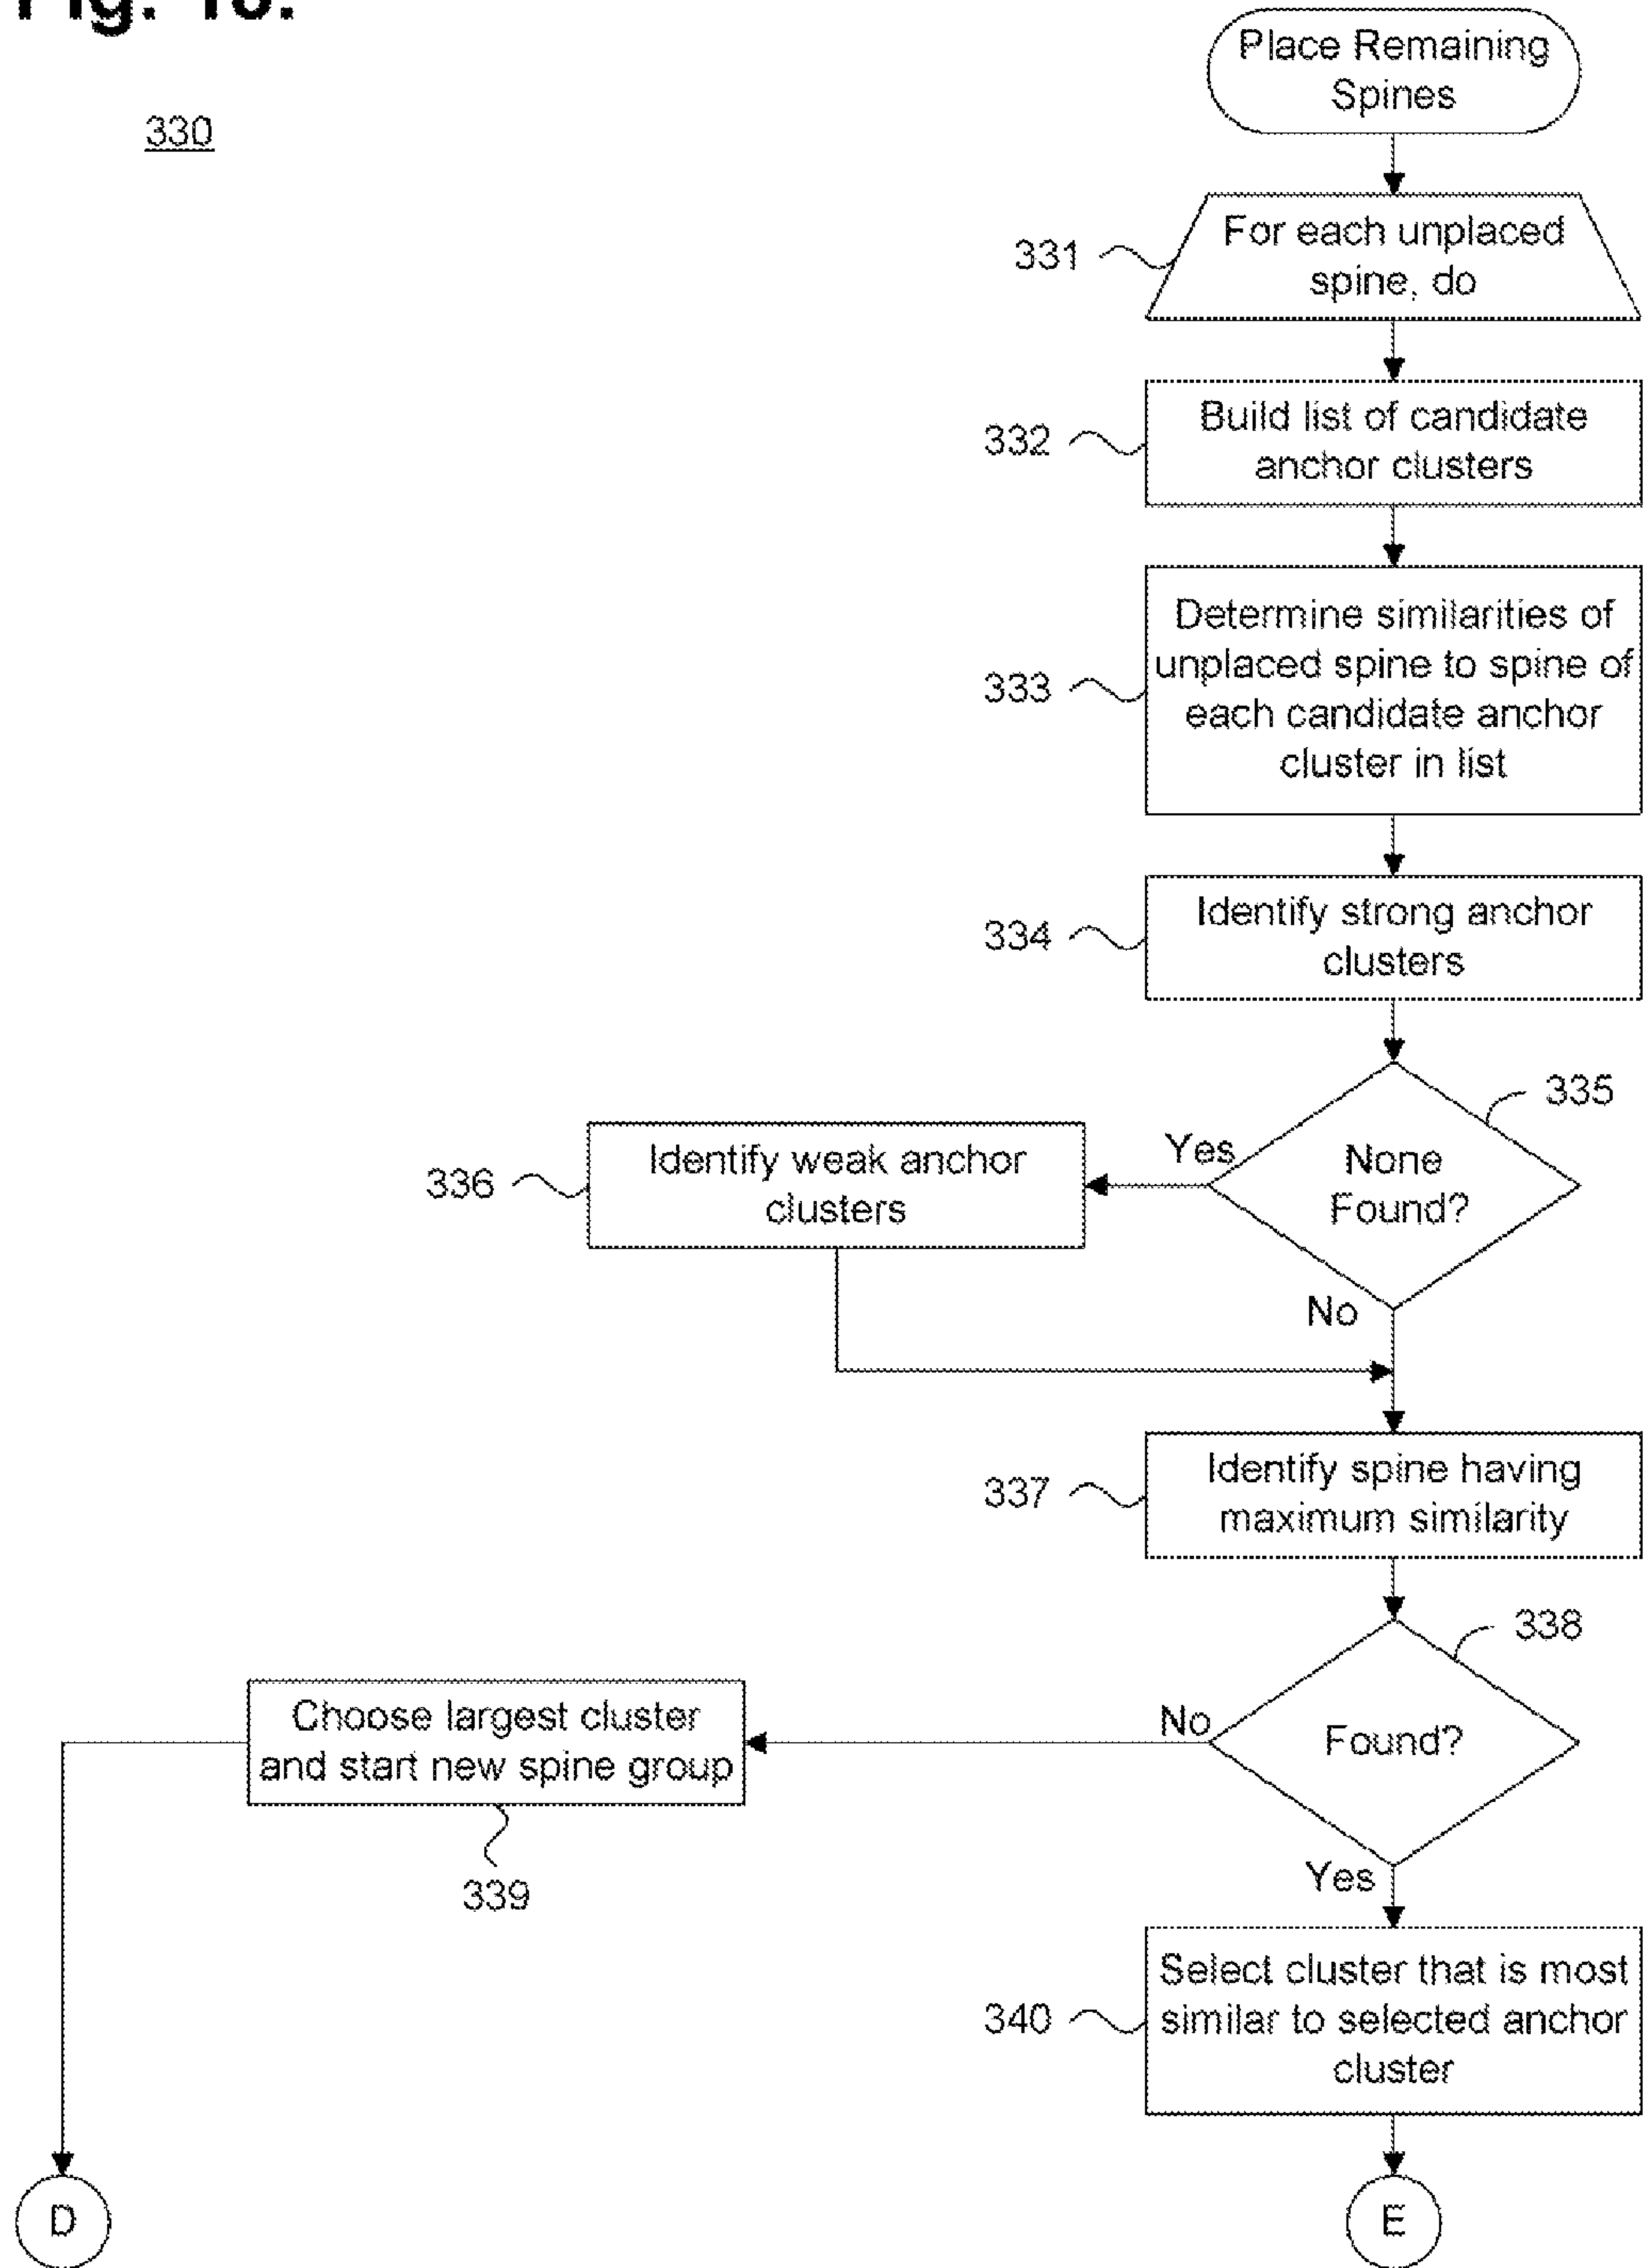 330
Place Remaining
Spines
331
For each unplaced
spine, do
332
Build list of candidate
anchor clusters
333
Determine similarities of
unplaced spine to spine of
each candidate anchor
cluster in list
334
Identify strong anchor
clusters
335
None
Found?
Yes
No
336
Identify weak anchor
clusters
337
Identify spine having
maximum similarity
338
Found?
No
Yes
Choose largest cluster
and start new spine group
339
340
Select cluster that is most
similar to selected anchor
cluster
D
E